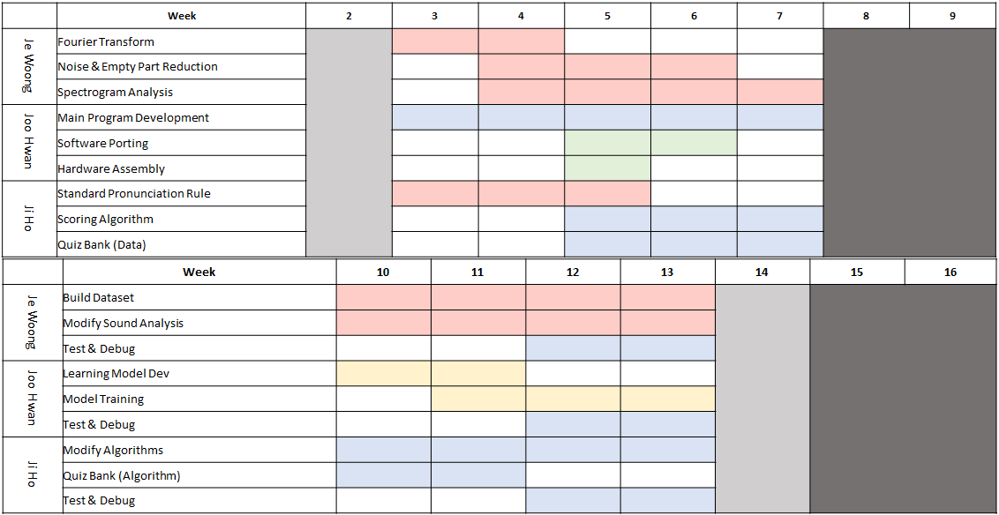 Week 2 3 4 5 6 7 8 9
Je Woong
Fourier Transform
Noise & Empty Part Reduction
Spectrogram Analysis
Joo Hwan
Main Program Development
Software Porting
Hardware Assembly
Ji Ho
Standard Pronunciation Rule
Scoring Algorithm
Quiz Bank (Data)
Week 10 11 12 13 14 15 16
Je Woong
Build Dataset
Modify Sound Analysis
Test & Debug
Joo Hwan
Learning Model Dev
Model Training
Test & Debug
Ji Ho
Modify Algorithms
Quiz Bank (Algorithm)
Test & Debug